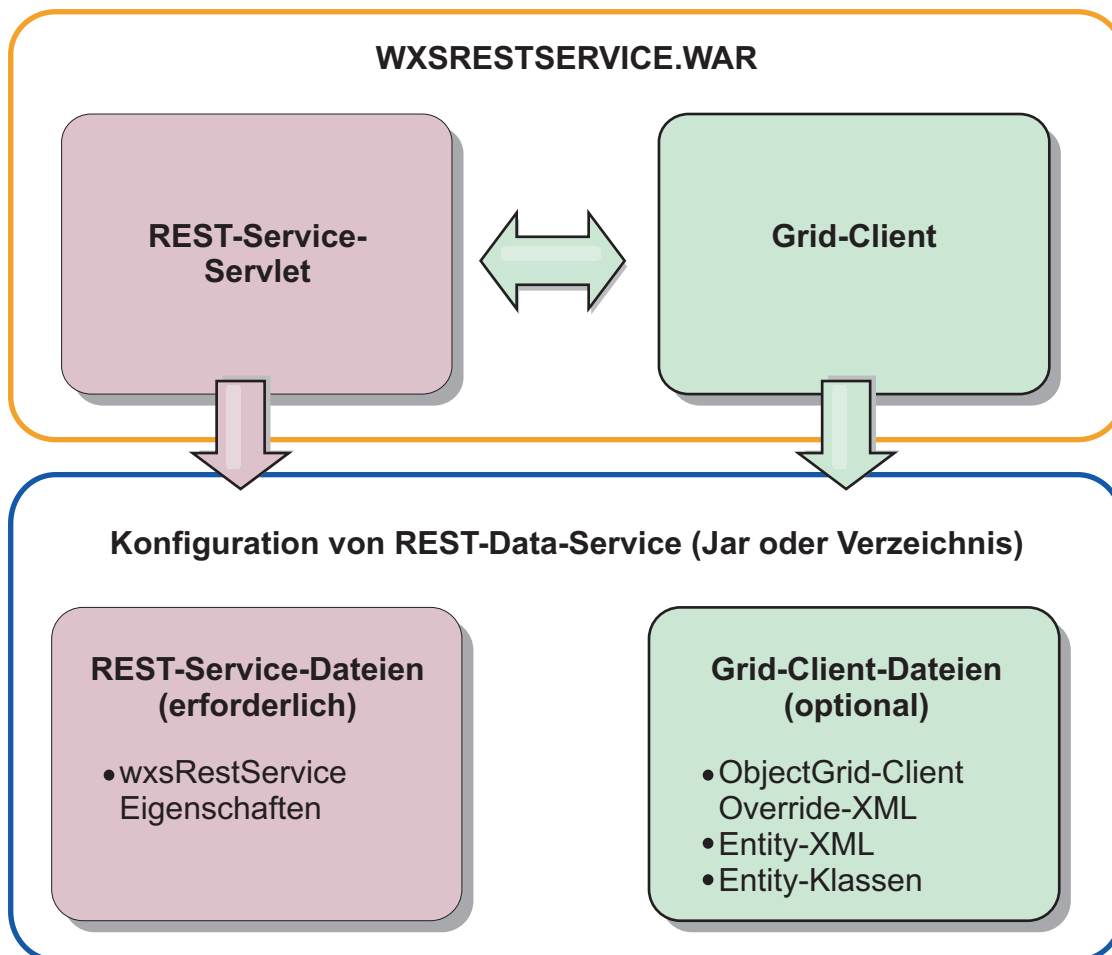 WXSRESTSERVICE.WAR
REST-Service-
Servlet
Grid-Client
Konfiguration von REST-Data-Service (Jar oder Verzeichnis)
REST-Service-Dateien
(erforderlich)
• wxsRestService
Eigenschaften
Grid-Client-Dateien
(optional)
• ObjectGrid-Client
Override-XML
• Entity-XML
• Entity-Klassen